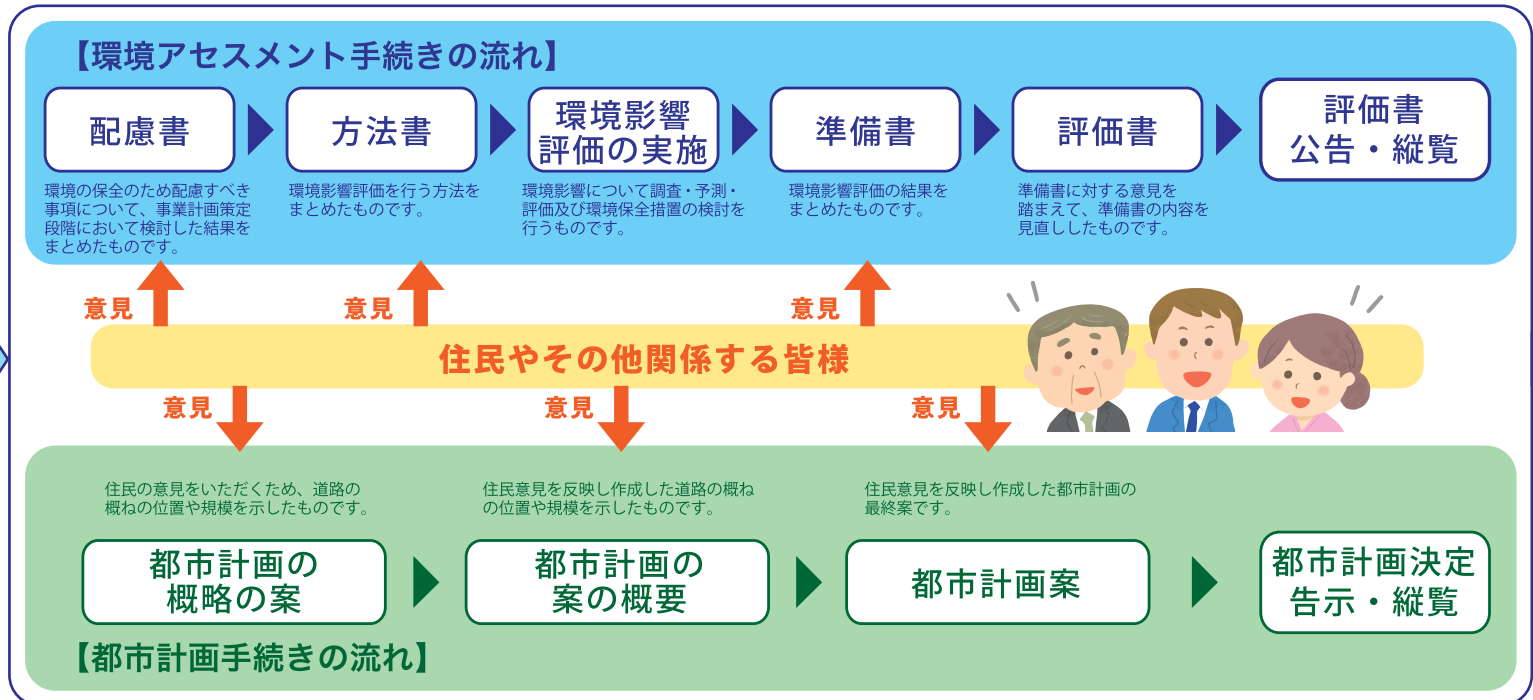 【環境アセスメント手続きの流れ】
配慮書
方法書
環境影響
評価の実施
準備書
評価書
評価書
公告・縦覧
環境の保全のため配慮すべき
事項について、事業計画策定
段階において検討した結果を
まとめたものです。
環境影響評価を行う方法を
まとめたものです。
環境影響について調査・予測・
評価及び環境保全措置の検討を
行うものです。
環境影響評価の結果を
まとめたものです。
準備書に対する意見を
踏まえて、準備書の内容を
見直ししたものです。
意見
意見
意見
住民やその他関係する皆様
意見
意見
意見
住民の意見をいただくため、道路の
概ねの位置や規模を示したものです。
住民意見を反映し作成した道路の概ね
の位置や規模を示したものです。
住民意見を反映し作成した都市計画の
最終案です。
都市計画の
概略の案
都市計画の
案の概要
都市計画案
都市計画決定
告示・縦覧
【都市計画手続きの流れ】